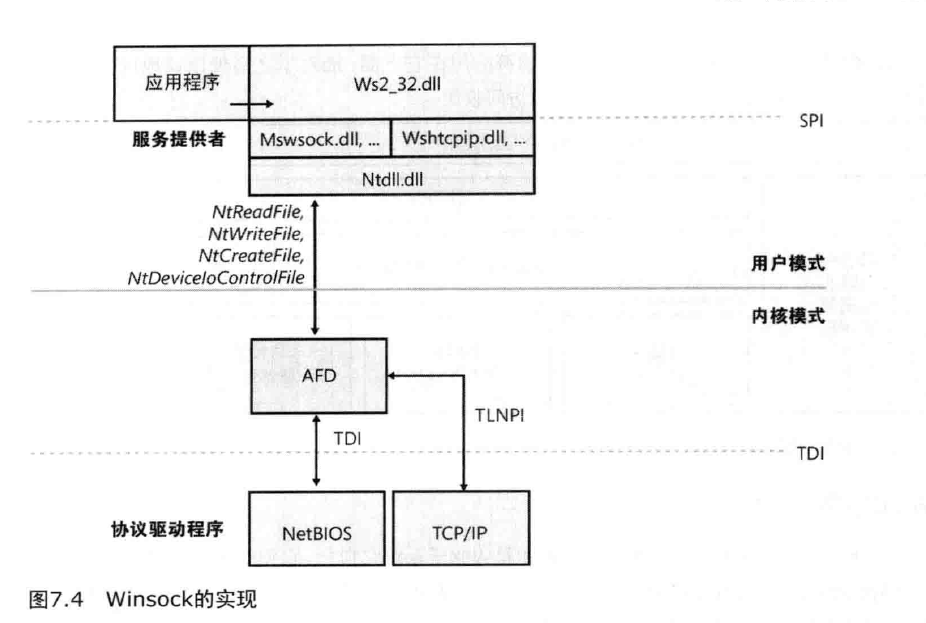 应用程序
Ws2_32.dll
SPI
服务提供者
Mswsock.dll, ...
Wshtcpip.dll, ...
Ntdll.dll
NtReadFile,
NtWriteFile,
NtCreateFile,
NtDeviceIoControlFile
用户模式
内核模式
AFD
TLNPI
TDI
TDI
协议驱动程序
NetBIOS
TCP/IP
图7.4 Winsock的实现